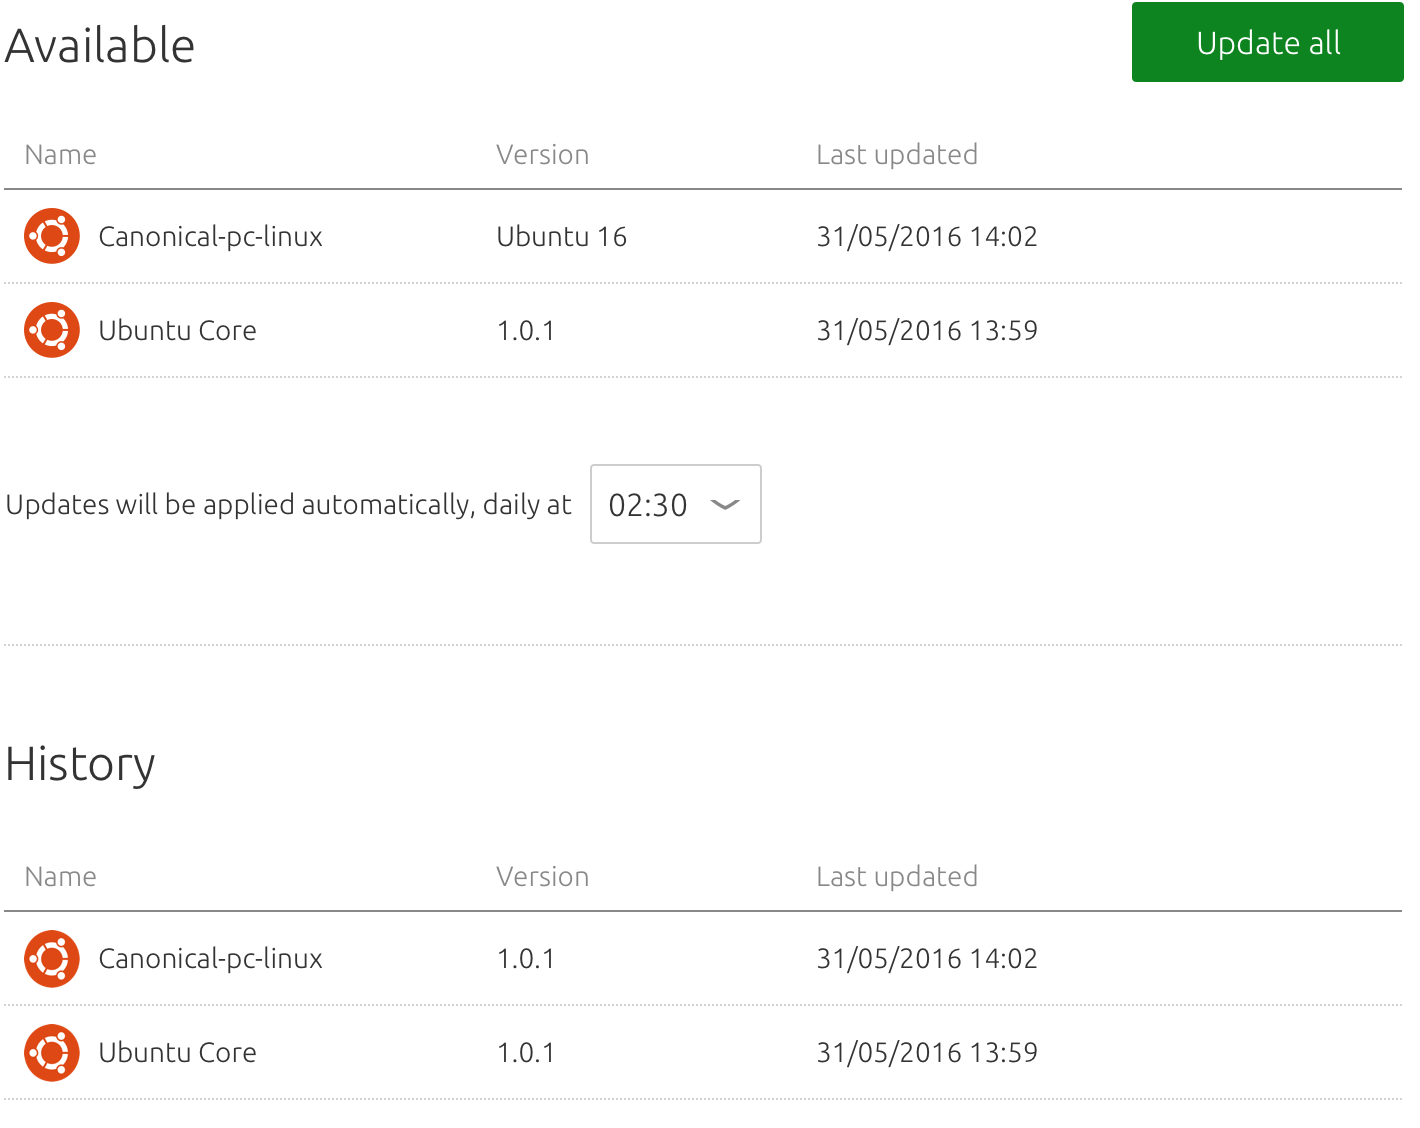 Available
Update all
Name Version Last updated
Canonical-pc-linux Ubuntu 16 31/05/2016 14:02
Ubuntu Core 1.0.1 31/05/2016 13:59
Updates will be applied automatically, daily at 02:30
History
Name Version Last updated
Canonical-pc-linux 1.0.1 31/05/2016 14:02
Ubuntu Core 1.0.1 31/05/2016 13:59